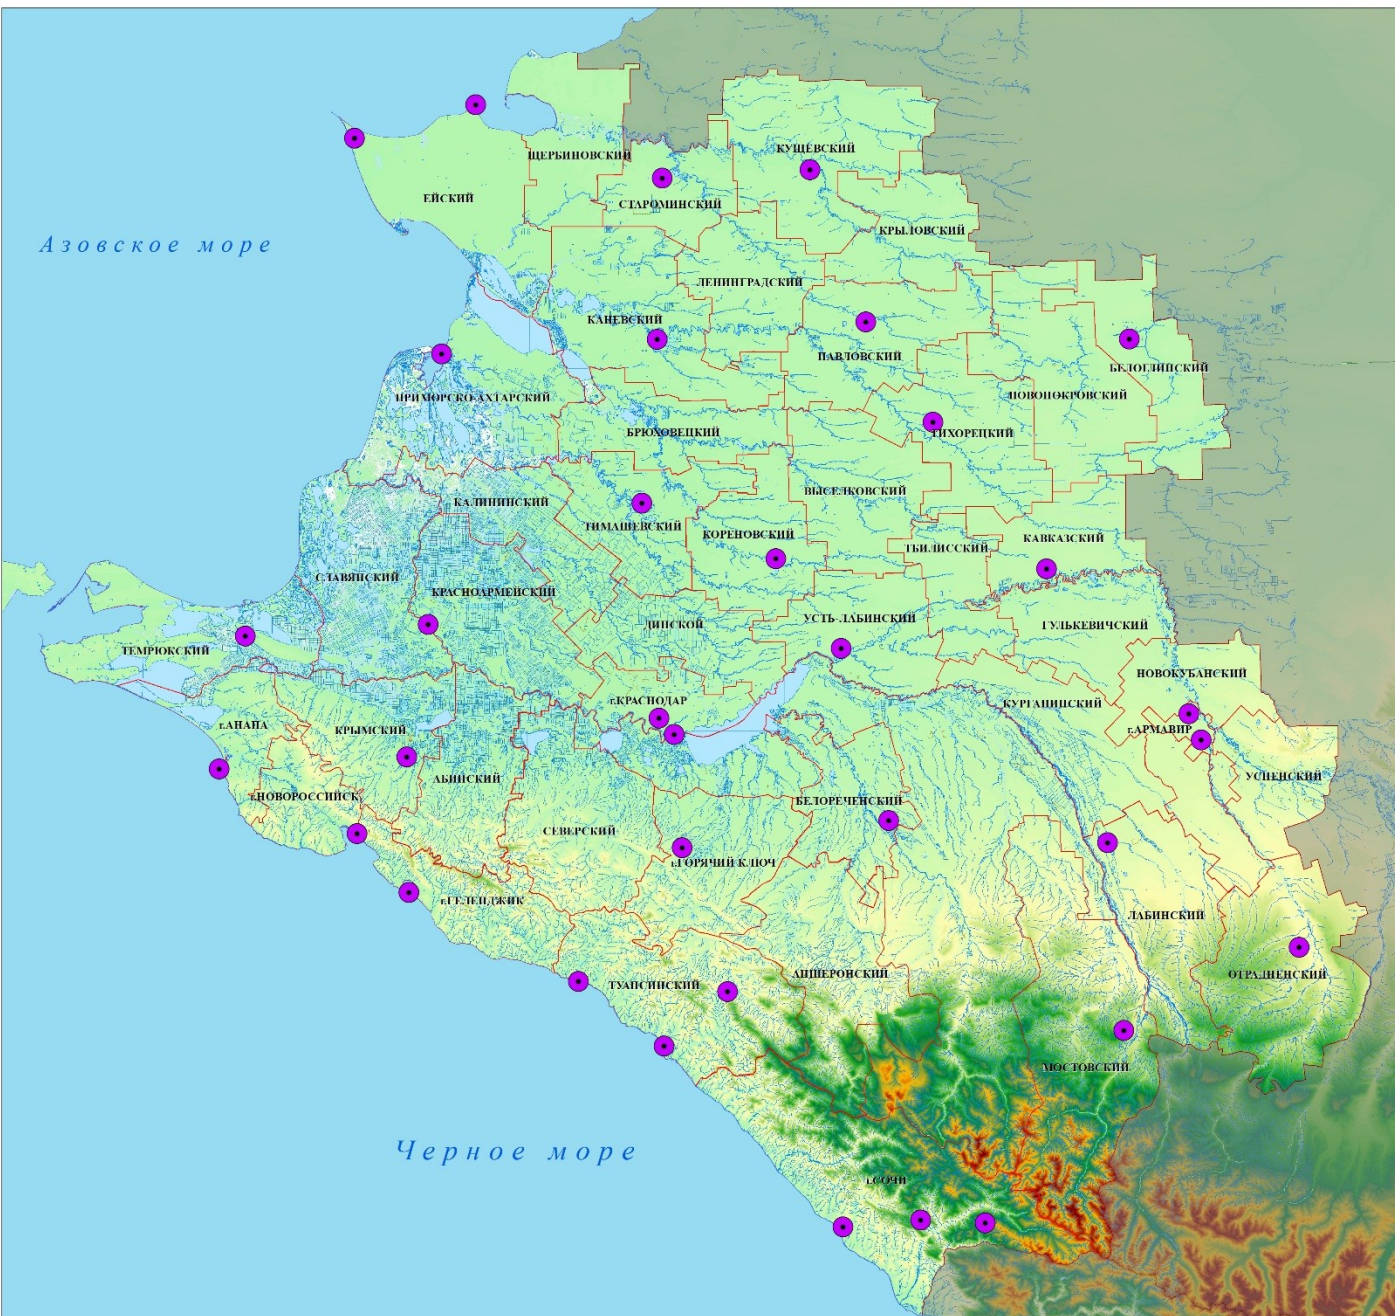 ЩЕРБИНОВСКИЙ
КУЩЁВСКИЙ
ЕЙСКИЙ
СТАРОМИНСКИЙ
КРЫЛОВСКИЙ
Азовское море
ЛЕНИНГРАДСКИЙ
КАНЕВСКИЙ
ПАВЛОВСКИЙ
БЕЛОГЛИНСКИЙ
ПРИМОРСКО-АХТАРСКИЙ
НОВОПОКРОВСКИЙ
БРЮХОВЕЦКИЙ
ТИХОРЕЦКИЙ
КАЛИНИНСКИЙ
ВЫСЕЛКОВСКИЙ
ТИМАШЕВСКИЙ
КОРЕНОВСКИЙ
ТБИЛИССКИЙ
КАВКАЗСКИЙ
СЛАВЯНСКИЙ
КРАСНОАРМЕЙСКИЙ
ДИНСКОЙ
УСТЬ-ЛАБИНСКИЙ
ГУЛЬКЕВИЧСКИЙ
ТЕМРЮКСКИЙ
НОВОКУБАНСКИЙ
г.КРАСНОДАР
КУРГАНИНСКИЙ
г.АНАПА
КРЫМСКИЙ
г.АРМАВИР
АБИНСКИЙ
УСПЕНСКИЙ
г.НОВОРОССИЙСК
БЕЛОРЕЧЕНСКИЙ
СЕВЕРСКИЙ
г.ГОРЯЧИЙ КЛЮЧ
г.ГЕЛЕНДЖИК
ЛАБИНСКИЙ
АПШЕРОНСКИЙ
ОТРАДНЕНСКИЙ
ТУАПСИНСКИЙ
МОСТОВСКИЙ
Черное море
г.СОЧИ